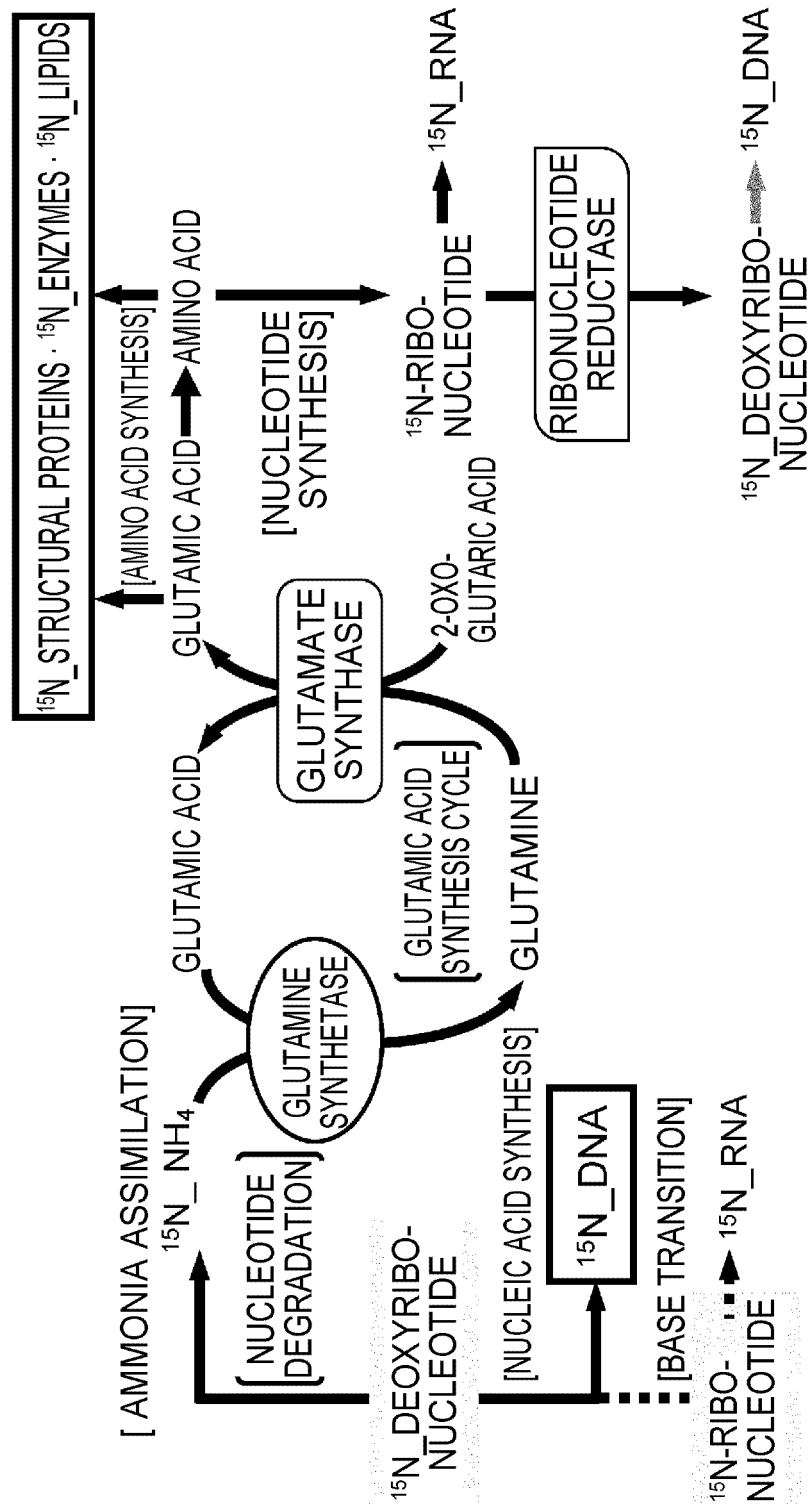 ¹⁵N_STRUCTURAL PROTEINS · ¹⁵N_ENZYMES · ¹⁵N_LIPIDS
[ AMMONIA ASSIMILATION]
¹⁵N_ NH₄
[NUCLEOTIDE
DEGRADATION]
GLUTAMIC ACID
GLUTAMINE
SYNTHETASE
GLUTAMIC ACID
SYNTHESIS CYCLE
GLUTAMINE
GLUTAMATE
SYNTHASE
2-OXO-
GLUTARIC ACID
GLUTAMIC ACID
[AMINO ACID SYNTHESIS]
AMINO ACID
[NUCLEOTIDE
SYNTHESIS]
¹⁵N-RIBO-
NUCLEOTIDE
¹⁵N_RNA
RIBONUCLEOTIDE
REDUCTASE
¹⁵N_DEOXYRIBO-
NUCLEOTIDE
¹⁵N_DNA
¹⁵N_DEOXYRIBO-
NUCLEOTIDE
[NUCLEIC ACID SYNTHESIS]
¹⁵N_DNA
[BASE TRANSITION]
¹⁵N-RIBO-
NUCLEOTIDE
¹⁵N_RNA